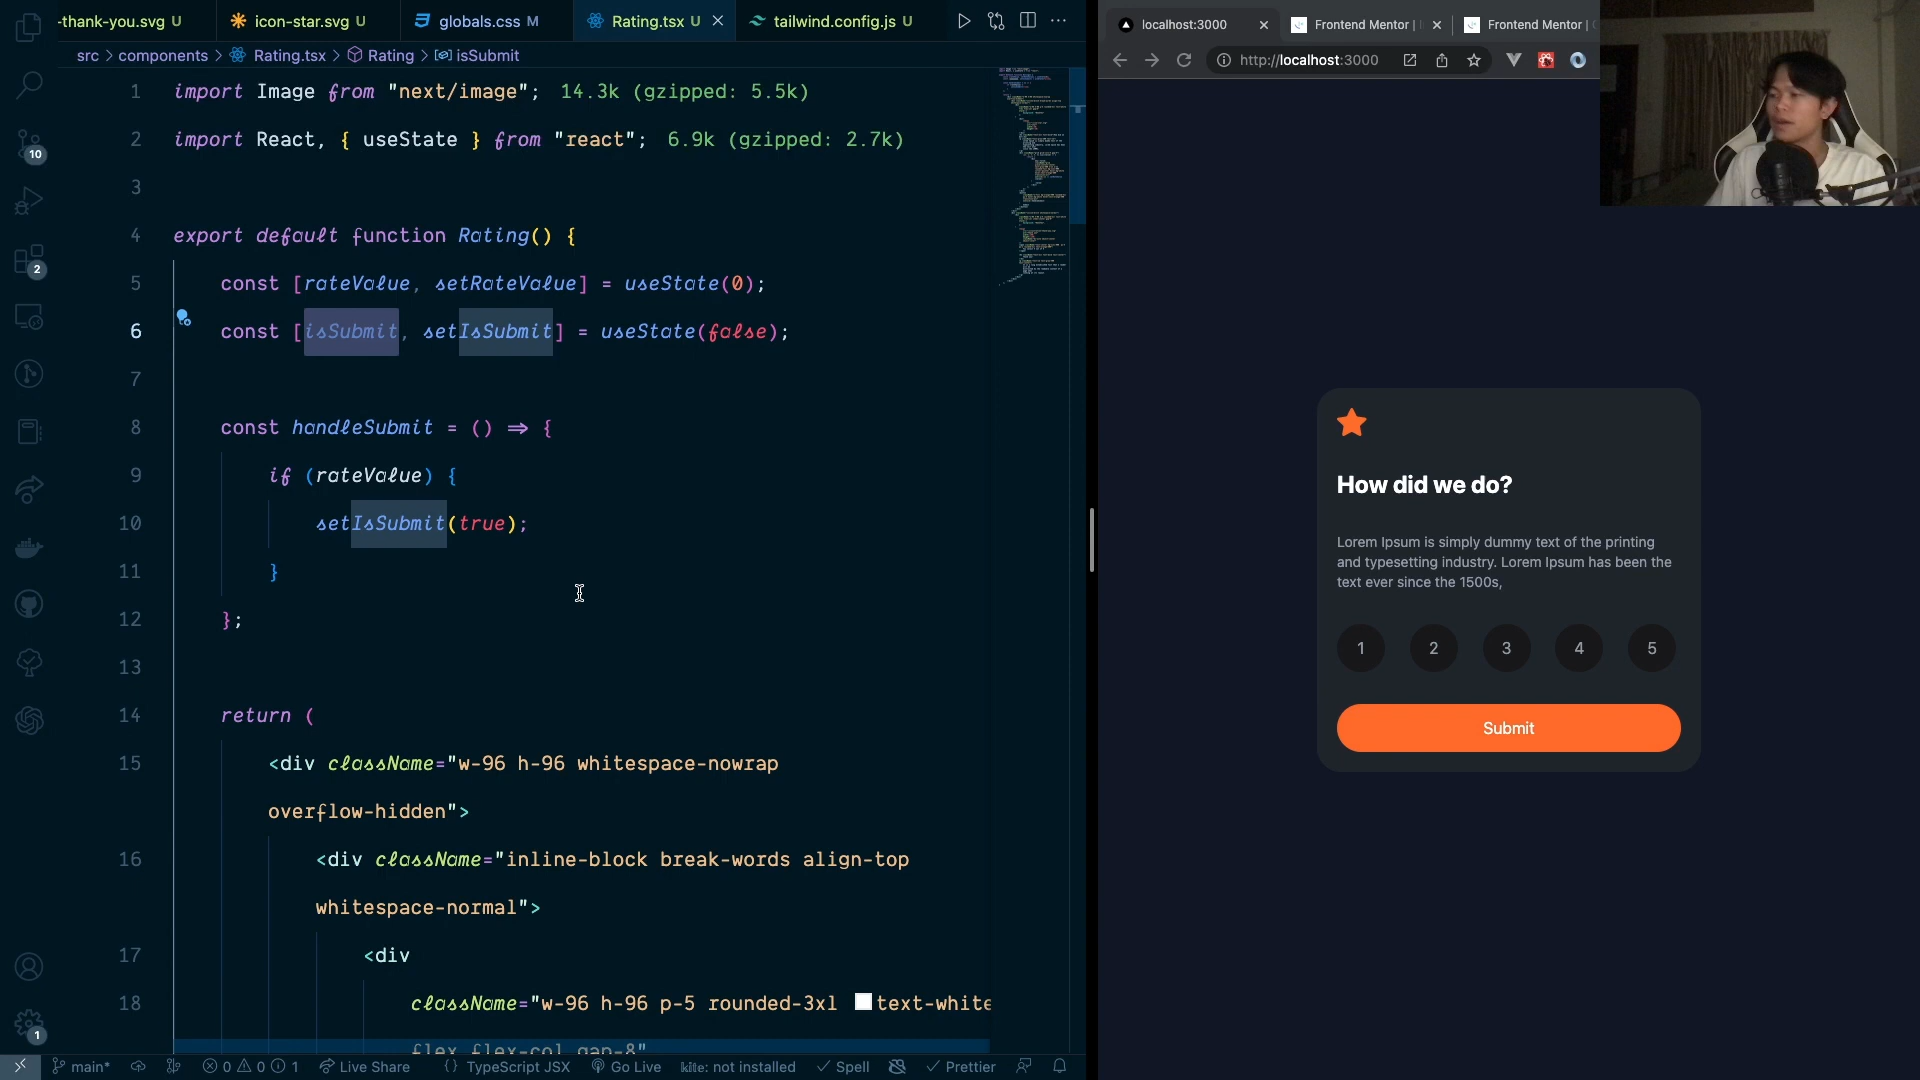 -thank-you.svg U
icon-star.svg U
globals.css M
Rating.tsx U
tailwind.config.js U
src > components > Rating.tsx > Rating > isSubmit
1 import Image from "next/image"; 14.3k (gzipped: 5.5k)
2 import React, { useState } from "react"; 6.9k (gzipped: 2.7k)
3
4 export default function Rating() {
5 const [rateValue, setRateValue] = useState(0);
6 const [isSubmit, setIsSubmit] = useState(false);
7
8 const handleSubmit = () => {
9 if (rateValue) {
10 setIsSubmit(true);
11 }
12 };
13
14 return (
15 <div className="w-96 h-96 whitespace-nowrap
overflow-hidden">
16 <div className="inline-block break-words align-top
whitespace-normal">
17 <div
18 className="w-96 h-96 p-5 rounded-3xl text-white
flex flex-col gap-8"
10
2
1
main*
0 0 1
Live Share
{} TypeScript JSX
Go Live
kite: not installed
Spell
Prettier
localhost:3000
Frontend Mentor |
Frontend Mentor |
http://localhost:3000
How did we do?
Lorem Ipsum is simply dummy text of the printing
and typesetting industry. Lorem Ipsum has been the
text ever since the 1500s,
1 2 3 4 5
Submit